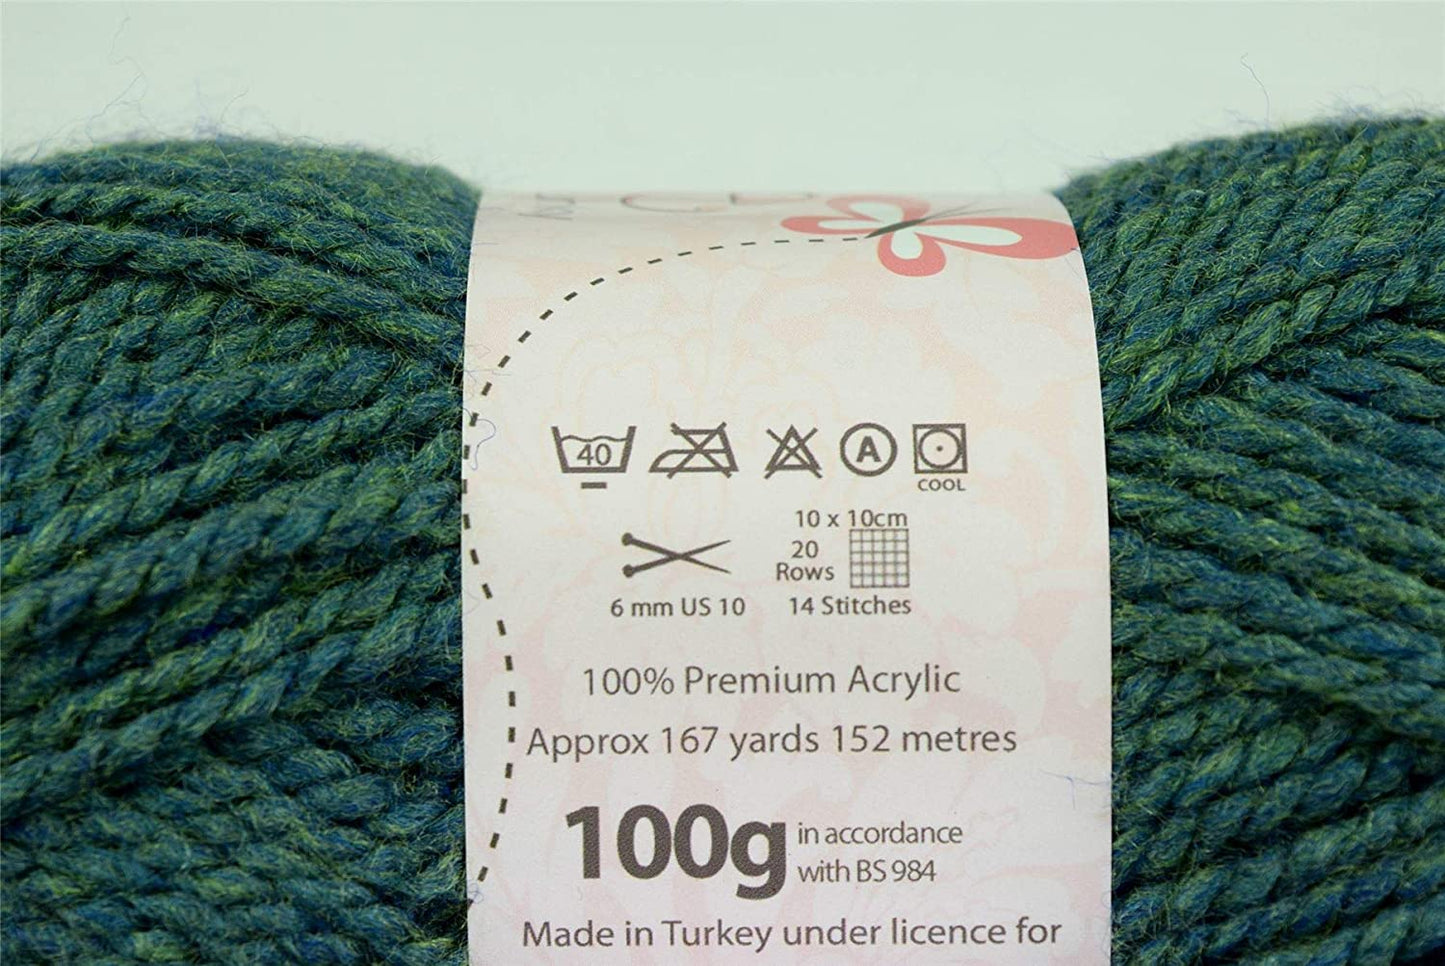 40
A
COOL
10 x 10cm
20
Rows
6 mm US 10
14 Stitches
100% Premium Acrylic
Approx 167 yards 152 metres
100g in accordance
with BS 984
Made in Turkey under licence for